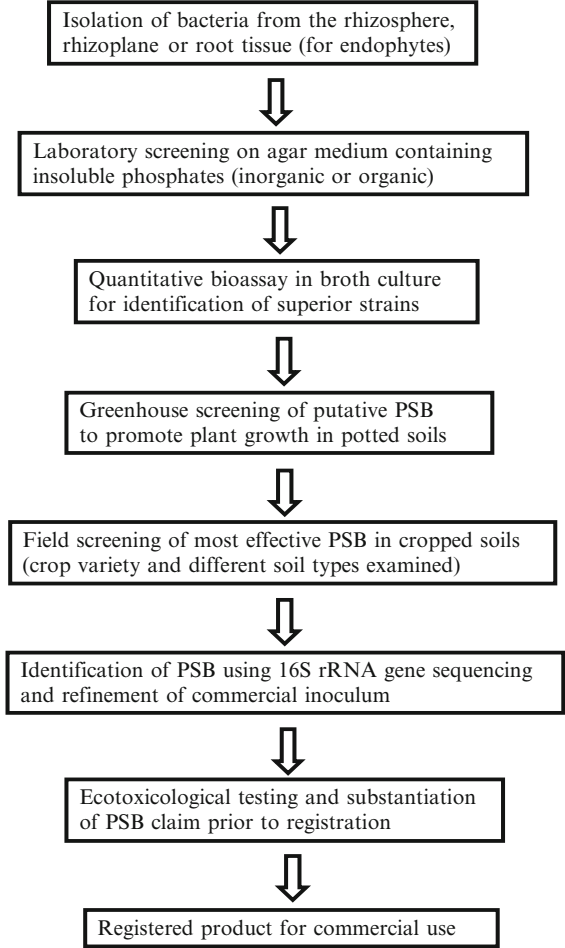 Isolation of bacteria from the rhizosphere,
rhizoplane or root tissue (for endophytes)
Laboratory screening on agar medium containing
insoluble phosphates (inorganic or organic)
Quantitative bioassay in broth culture
for identification of superior strains
Greenhouse screening of putative PSB
to promote plant growth in potted soils
Field screening of most effective PSB in cropped soils
(crop variety and different soil types examined)
Identification of PSB using 16S rRNA gene sequencing
and refinement of commercial inoculum
Ecotoxicological testing and substantiation
of PSB claim prior to registration
Registered product for commercial use